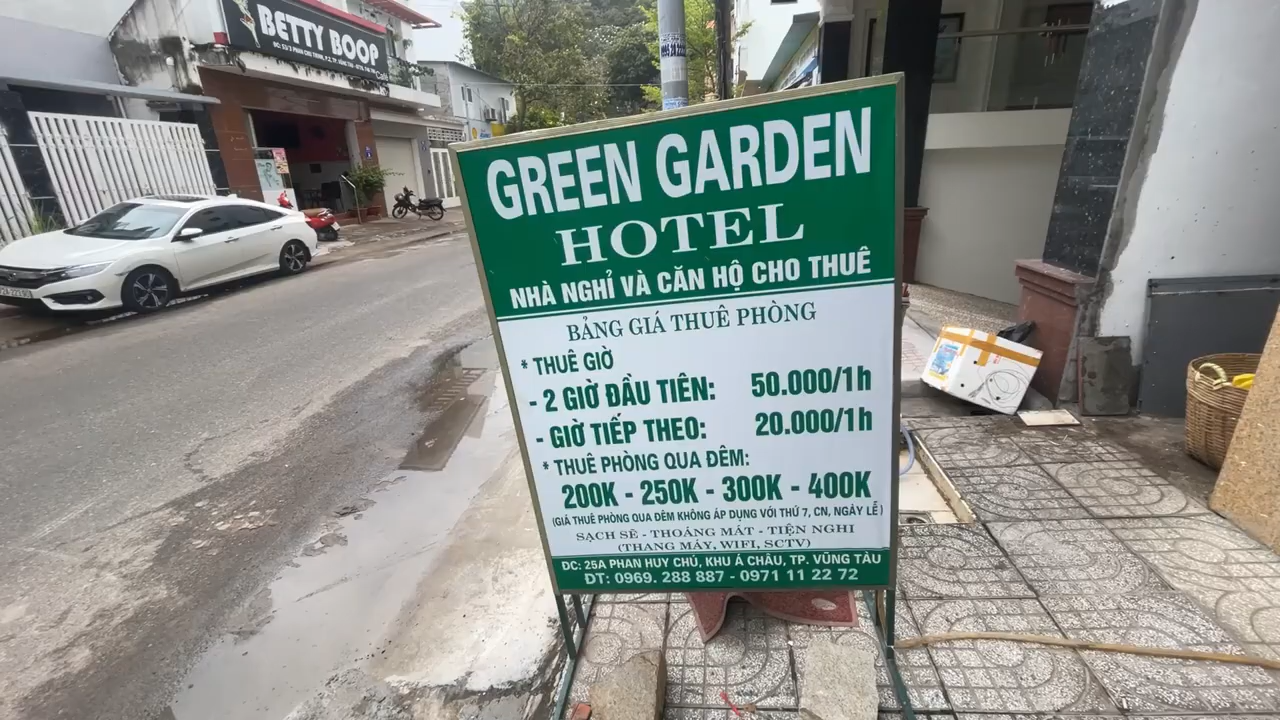 BETTY BOOP
GREEN GARDEN
HOTEL
NHÀ NGHỈ VÀ CĂN HỘ CHO THUÊ
BẢNG GIÁ THUÊ PHÒNG
* THUÊ GIỜ
- 2 GIỜ ĐẦU TIÊN: 50.000/1h
- GIỜ TIẾP THEO: 20.000/1h
* THUÊ PHÒNG QUA ĐÊM:
200K - 250K - 300K - 400K
(GIÁ THUÊ PHÒNG QUA ĐÊM KHÔNG ÁP DỤNG VỚI THỨ 7, CN, NGÀY LỄ)
SẠCH SẼ - THOÁNG MÁT - TIỆN NGHI
(THANG MÁY, WIFI, SCTV)
ĐC: 25A PHAN HUY CHÚ, KHU Á CHÂU, TP. VŨNG TÀU
ĐT: 0969. 288 887 - 0971 11 22 72